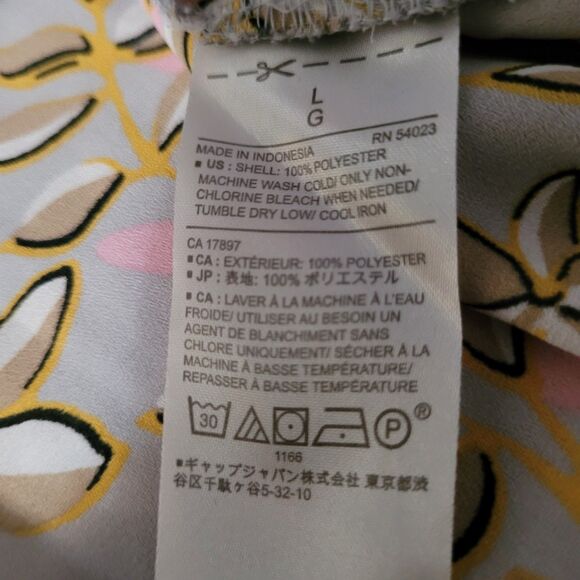 L
G
RN 54023
MADE IN INDONESIA
▪ US : SHELL: 100% POLYESTER
MACHINE WASH COLD/ ONLY NON-
CHLORINE BLEACH WHEN NEEDED/
TUMBLE DRY LOW/ COOL IRON
CA 17897
▪ CA : EXTÉRIEUR: 100% POLYESTER
▪ JP : 表地: 100% ポリエステル
▪ CA : LAVER À LA MACHINE À L'EAU
FROIDE/ UTILISER AU BESOIN UN
AGENT DE BLANCHIMENT SANS
CHLORE UNIQUEMENT/ SÉCHER À LA
MACHINE À BASSE TEMPÉRATURE/
REPASSER À BASSE TEMPÉRATURE
30 P ®
1166
▪ギャップジャパン株式会社 東京都渋
谷区千駄ケ谷5-32-10